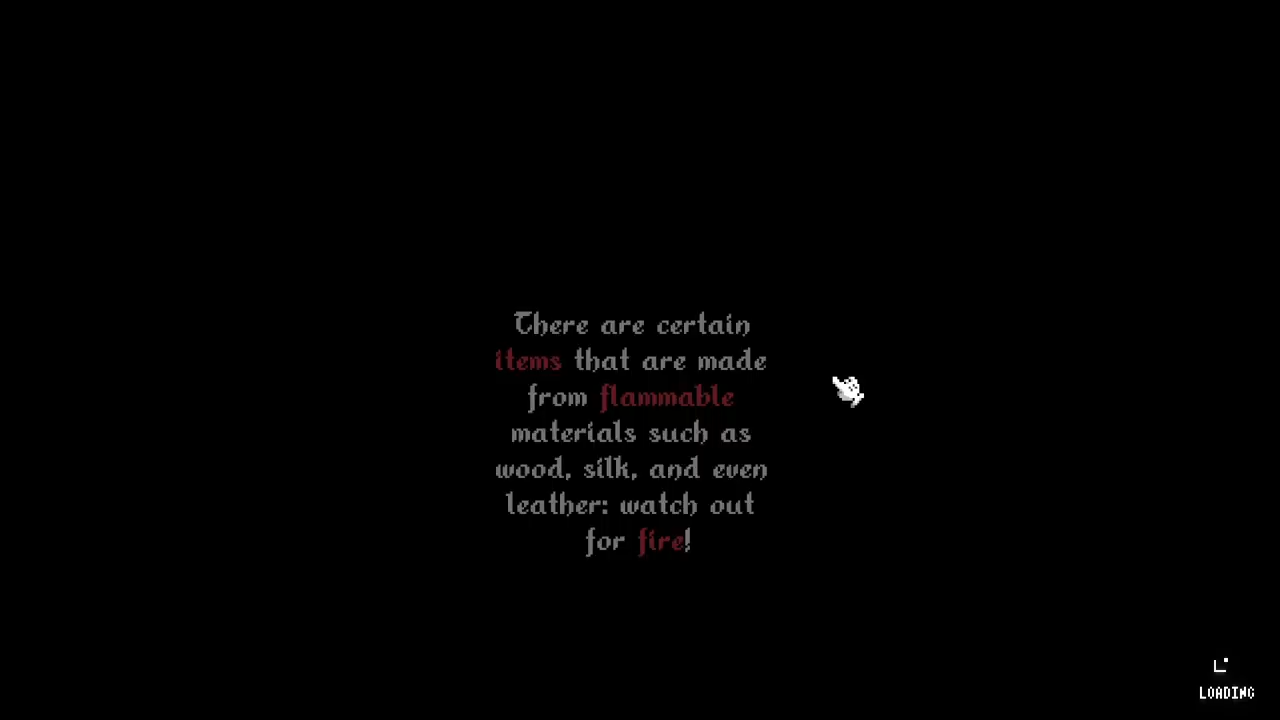 There are certain
items that are made
from flammable
materials such as
wood, silk, and even
leather: watch out
for fire!
LOADING